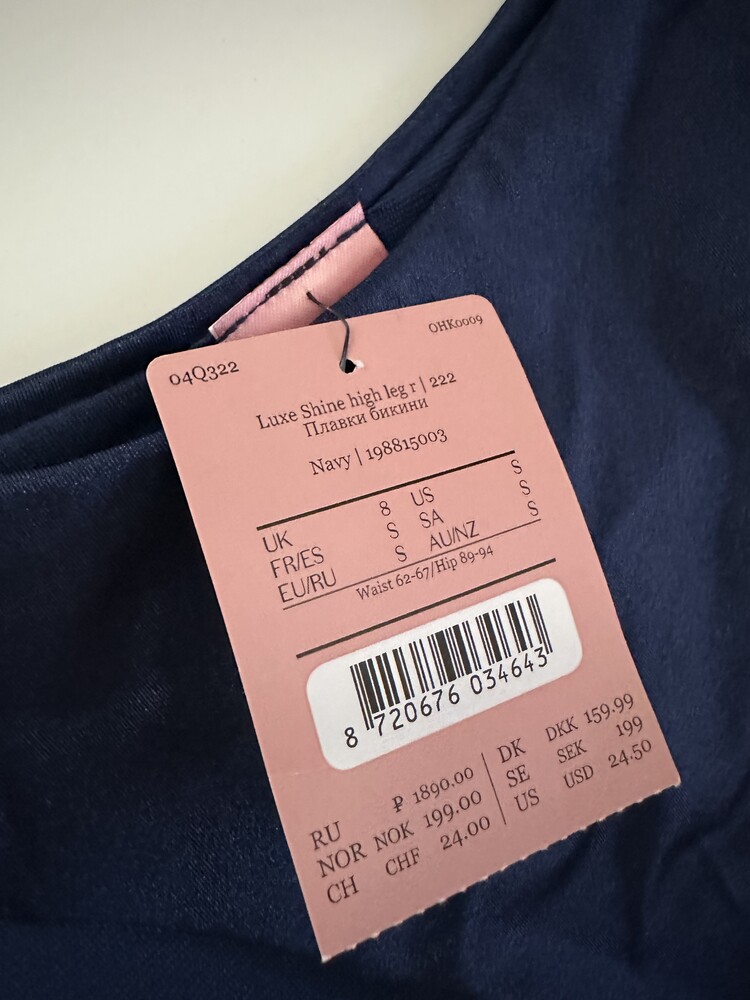 04Q322
OHK0009
Luxe Shine high leg r | 222
Плавки бикини
Navy | 198815003
UK 8 US S
FR/ES S SA S
EU/RU S AU/NZ S
Waist 62-67/Hip 89-94
8 720676 034643
RU ₽ 1890.00 DK DKK 159.99
NOR NOK 199.00 SE SEK 199
CH CHF 24.00 US USD 24.50